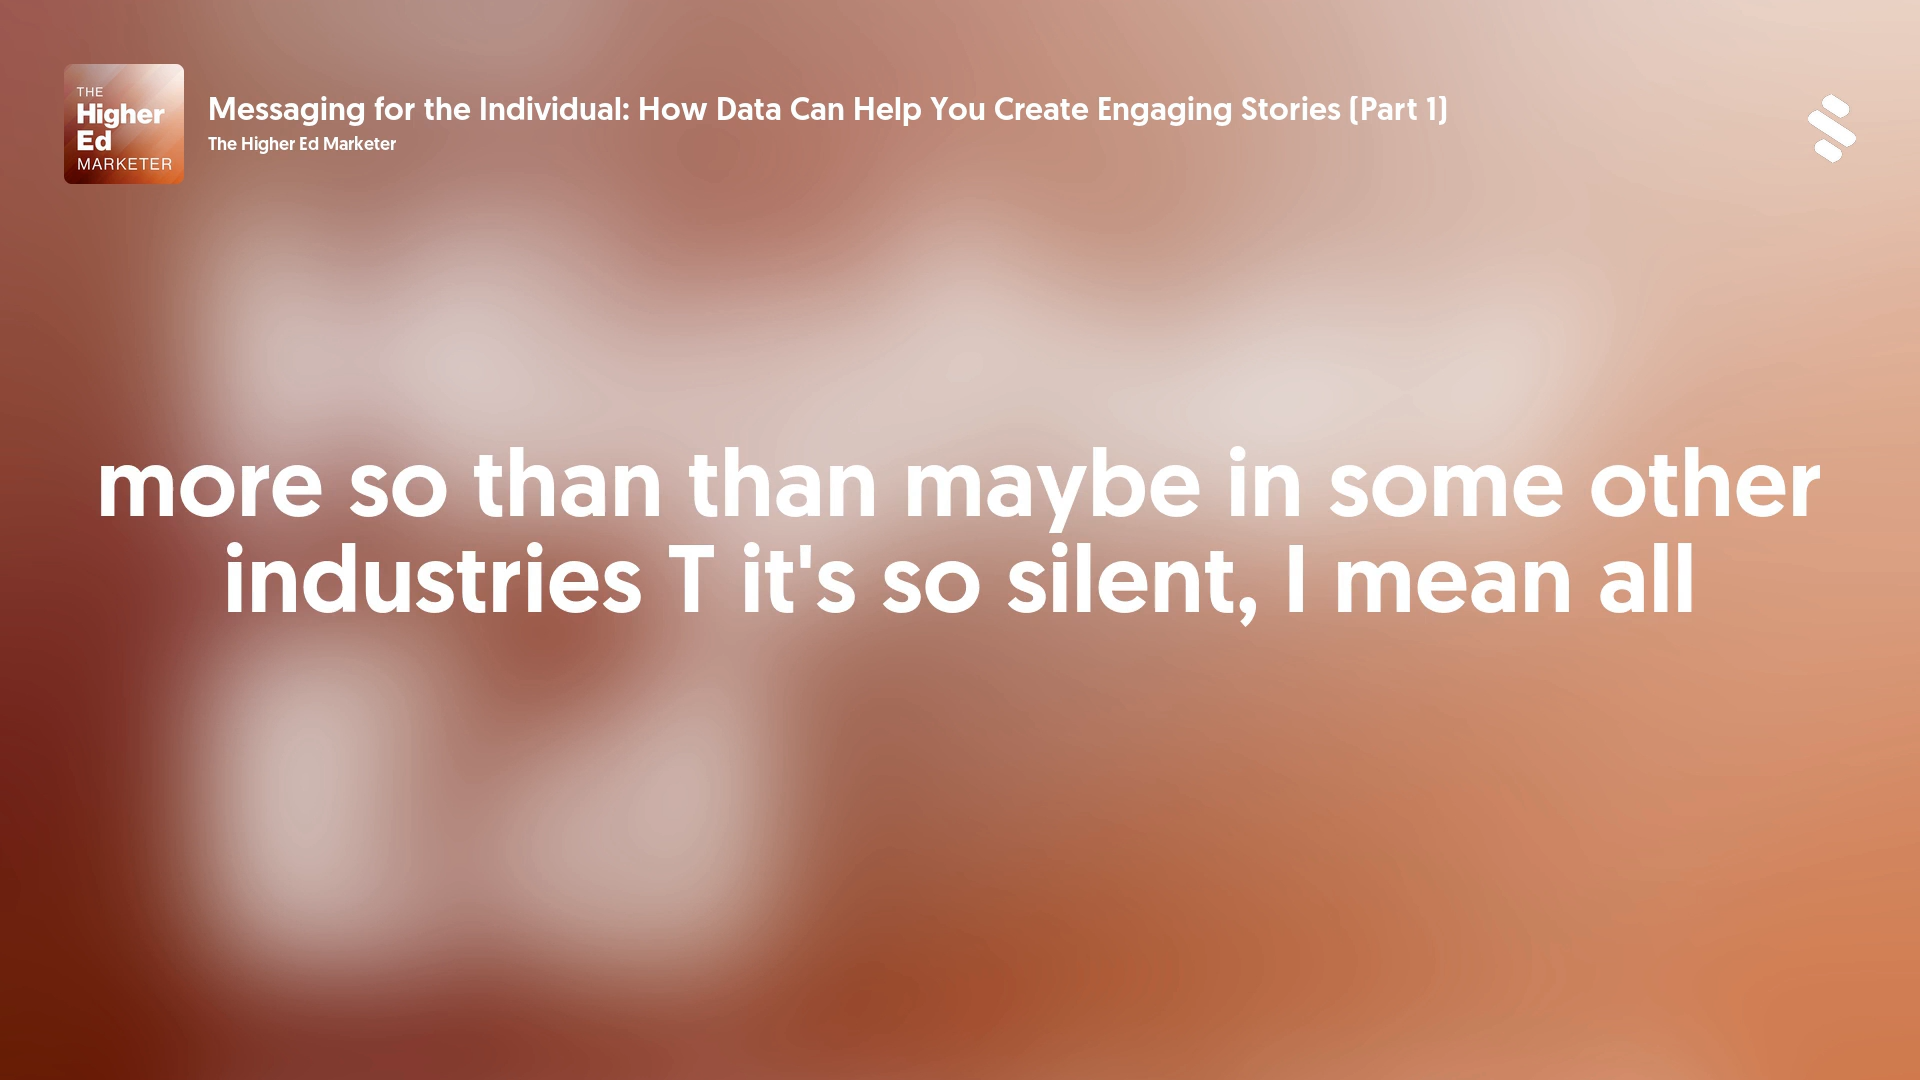 THE
Higher
Ed
MARKETER
Messaging for the Individual: How Data Can Help You Create Engaging Stories (Part 1)
The Higher Ed Marketer
more so than than maybe in some other
industries T it's so silent, I mean all